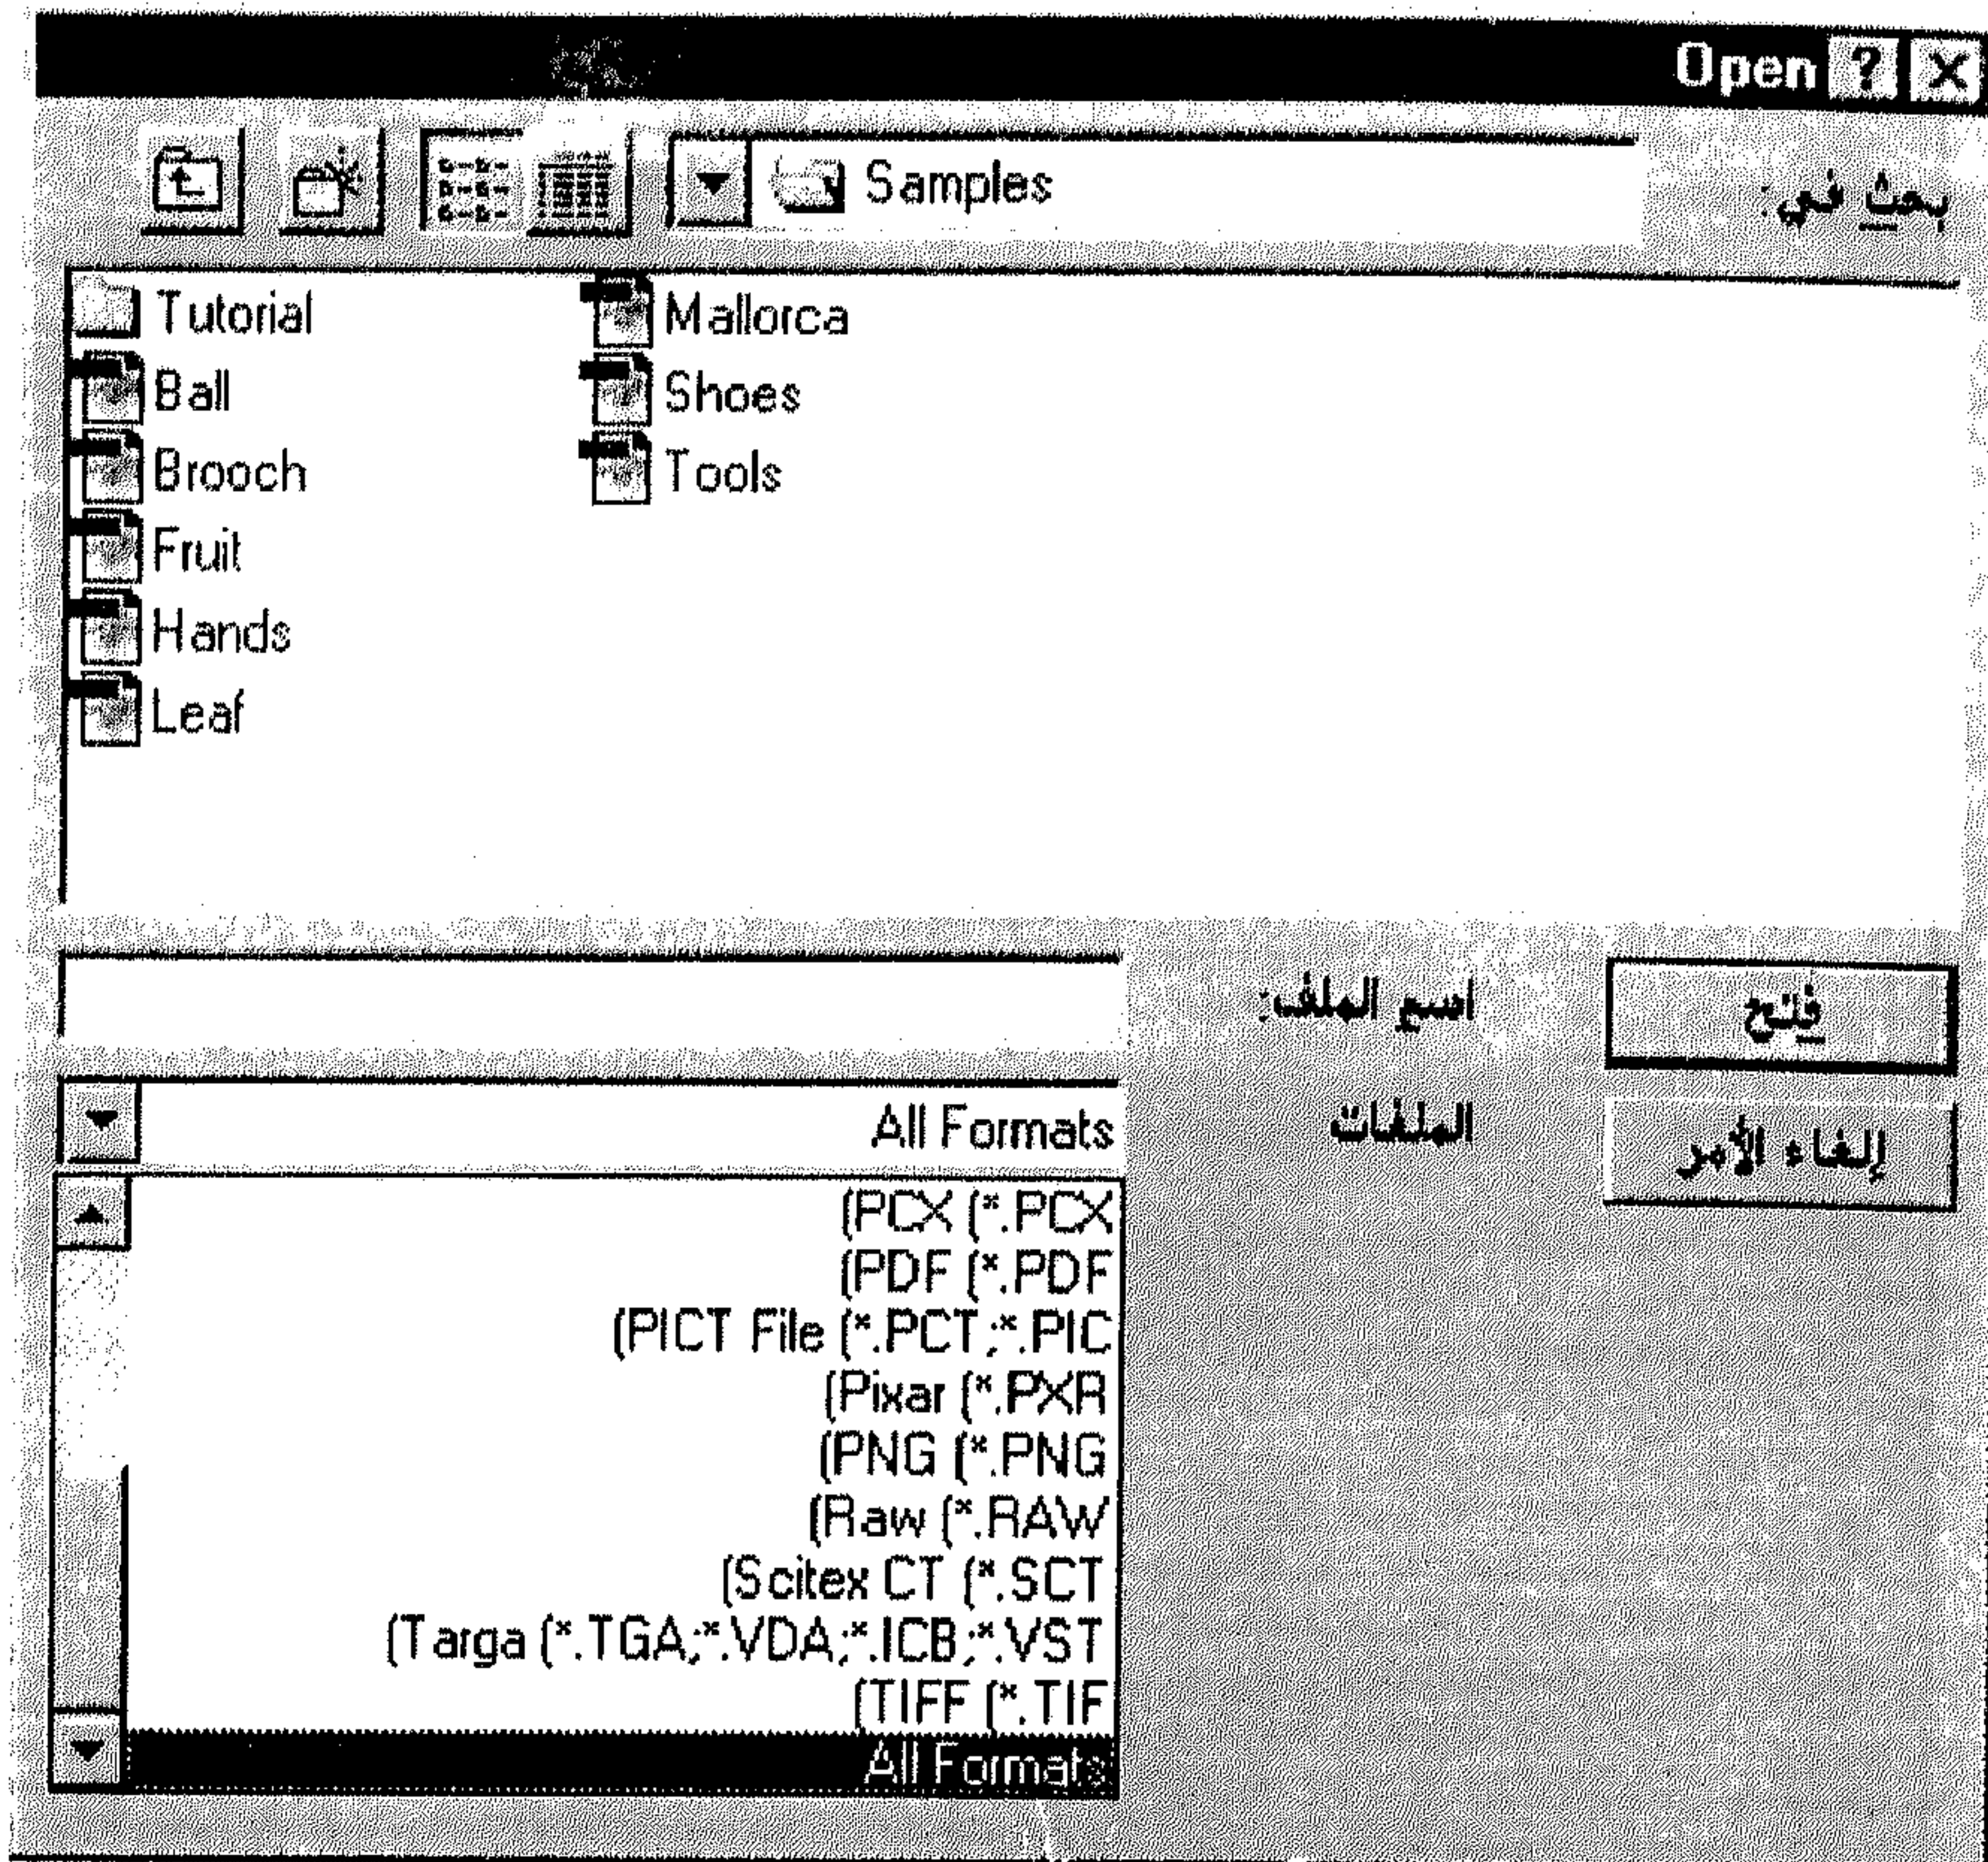 Open ? X
بحث في:
Samples
Tutorial
Ball
Brooch
Fruit
Hands
Leaf
Mallorca
Shoes
Tools
اسم الملف:
فتح
الملفات
All Formats
إلغاء الأمر
(PCX (*.PCX
(PDF (*.PDF
(PICT File (*.PCT;*.PIC
(Pixar (*.PXR
(PNG (*.PNG
(Raw (*.RAW
(Scitex CT (*.SCT
(Targa (*.TGA;*.VDA;*.ICB;*.VST
(TIFF (*.TIF
All Formats